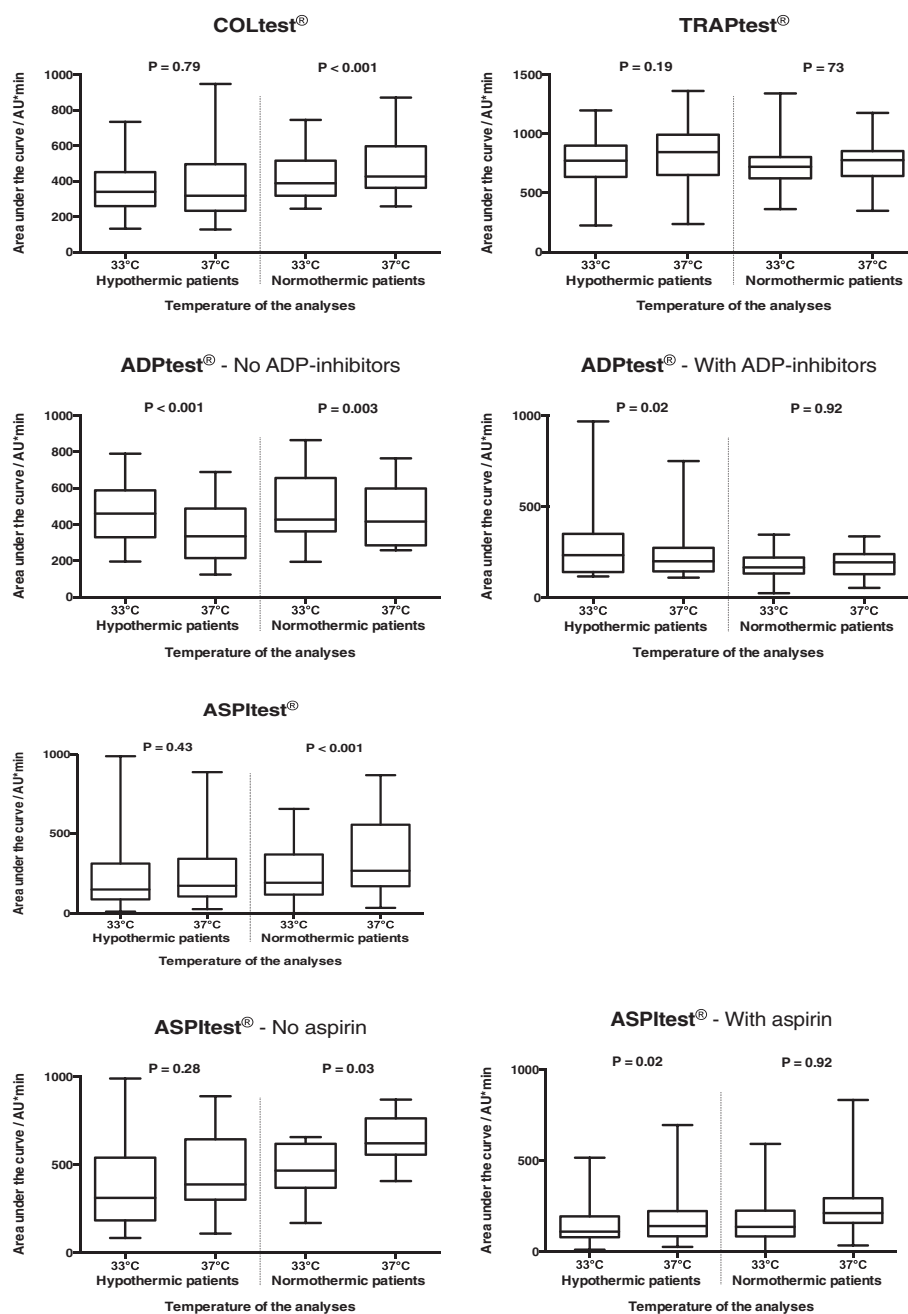 COLtest®
P = 0.79 P < 0.001
Area under the curve / AU*min
1000
800
600
400
200
0
33°C 37°C 33°C 37°C
Hypothermic patients Normothermic patients
Temperature of the analyses
TRAPtest®
P = 0.19 P = 73
Area under the curve / AU*min
1500
1000
500
0
33°C 37°C 33°C 37°C
Hypothermic patients Normothermic patients
Temperature of the analyses
ADPtest® - No ADP-inhibitors
P < 0.001 P = 0.003
Area under the curve / AU*min
1000
800
600
400
200
0
33°C 37°C 33°C 37°C
Hypothermic patients Normothermic patients
Temperature of the analyses
ADPtest® - With ADP-inhibitors
P = 0.02 P = 0.92
Area under the curve / AU*min
1000
500
0
33°C 37°C 33°C 37°C
Hypothermic patients Normothermic patients
Temperature of the analyses
ASPItest®
P = 0.43 P < 0.001
Area under the curve / AU*min
1000
500
0
33°C 37°C 33°C 37°C
Hypothermic patients Normothermic patients
Temperature of the analyses
ASPItest® - No aspirin
P = 0.28 P = 0.03
Area under the curve / AU*min
1000
500
0
33°C 37°C 33°C 37°C
Hypothermic patients Normothermic patients
Temperature of the analyses
ASPItest® - With aspirin
P = 0.02 P = 0.92
Area under the curve / AU*min
1000
500
0
33°C 37°C 33°C 37°C
Hypothermic patients Normothermic patients
Temperature of the analyses